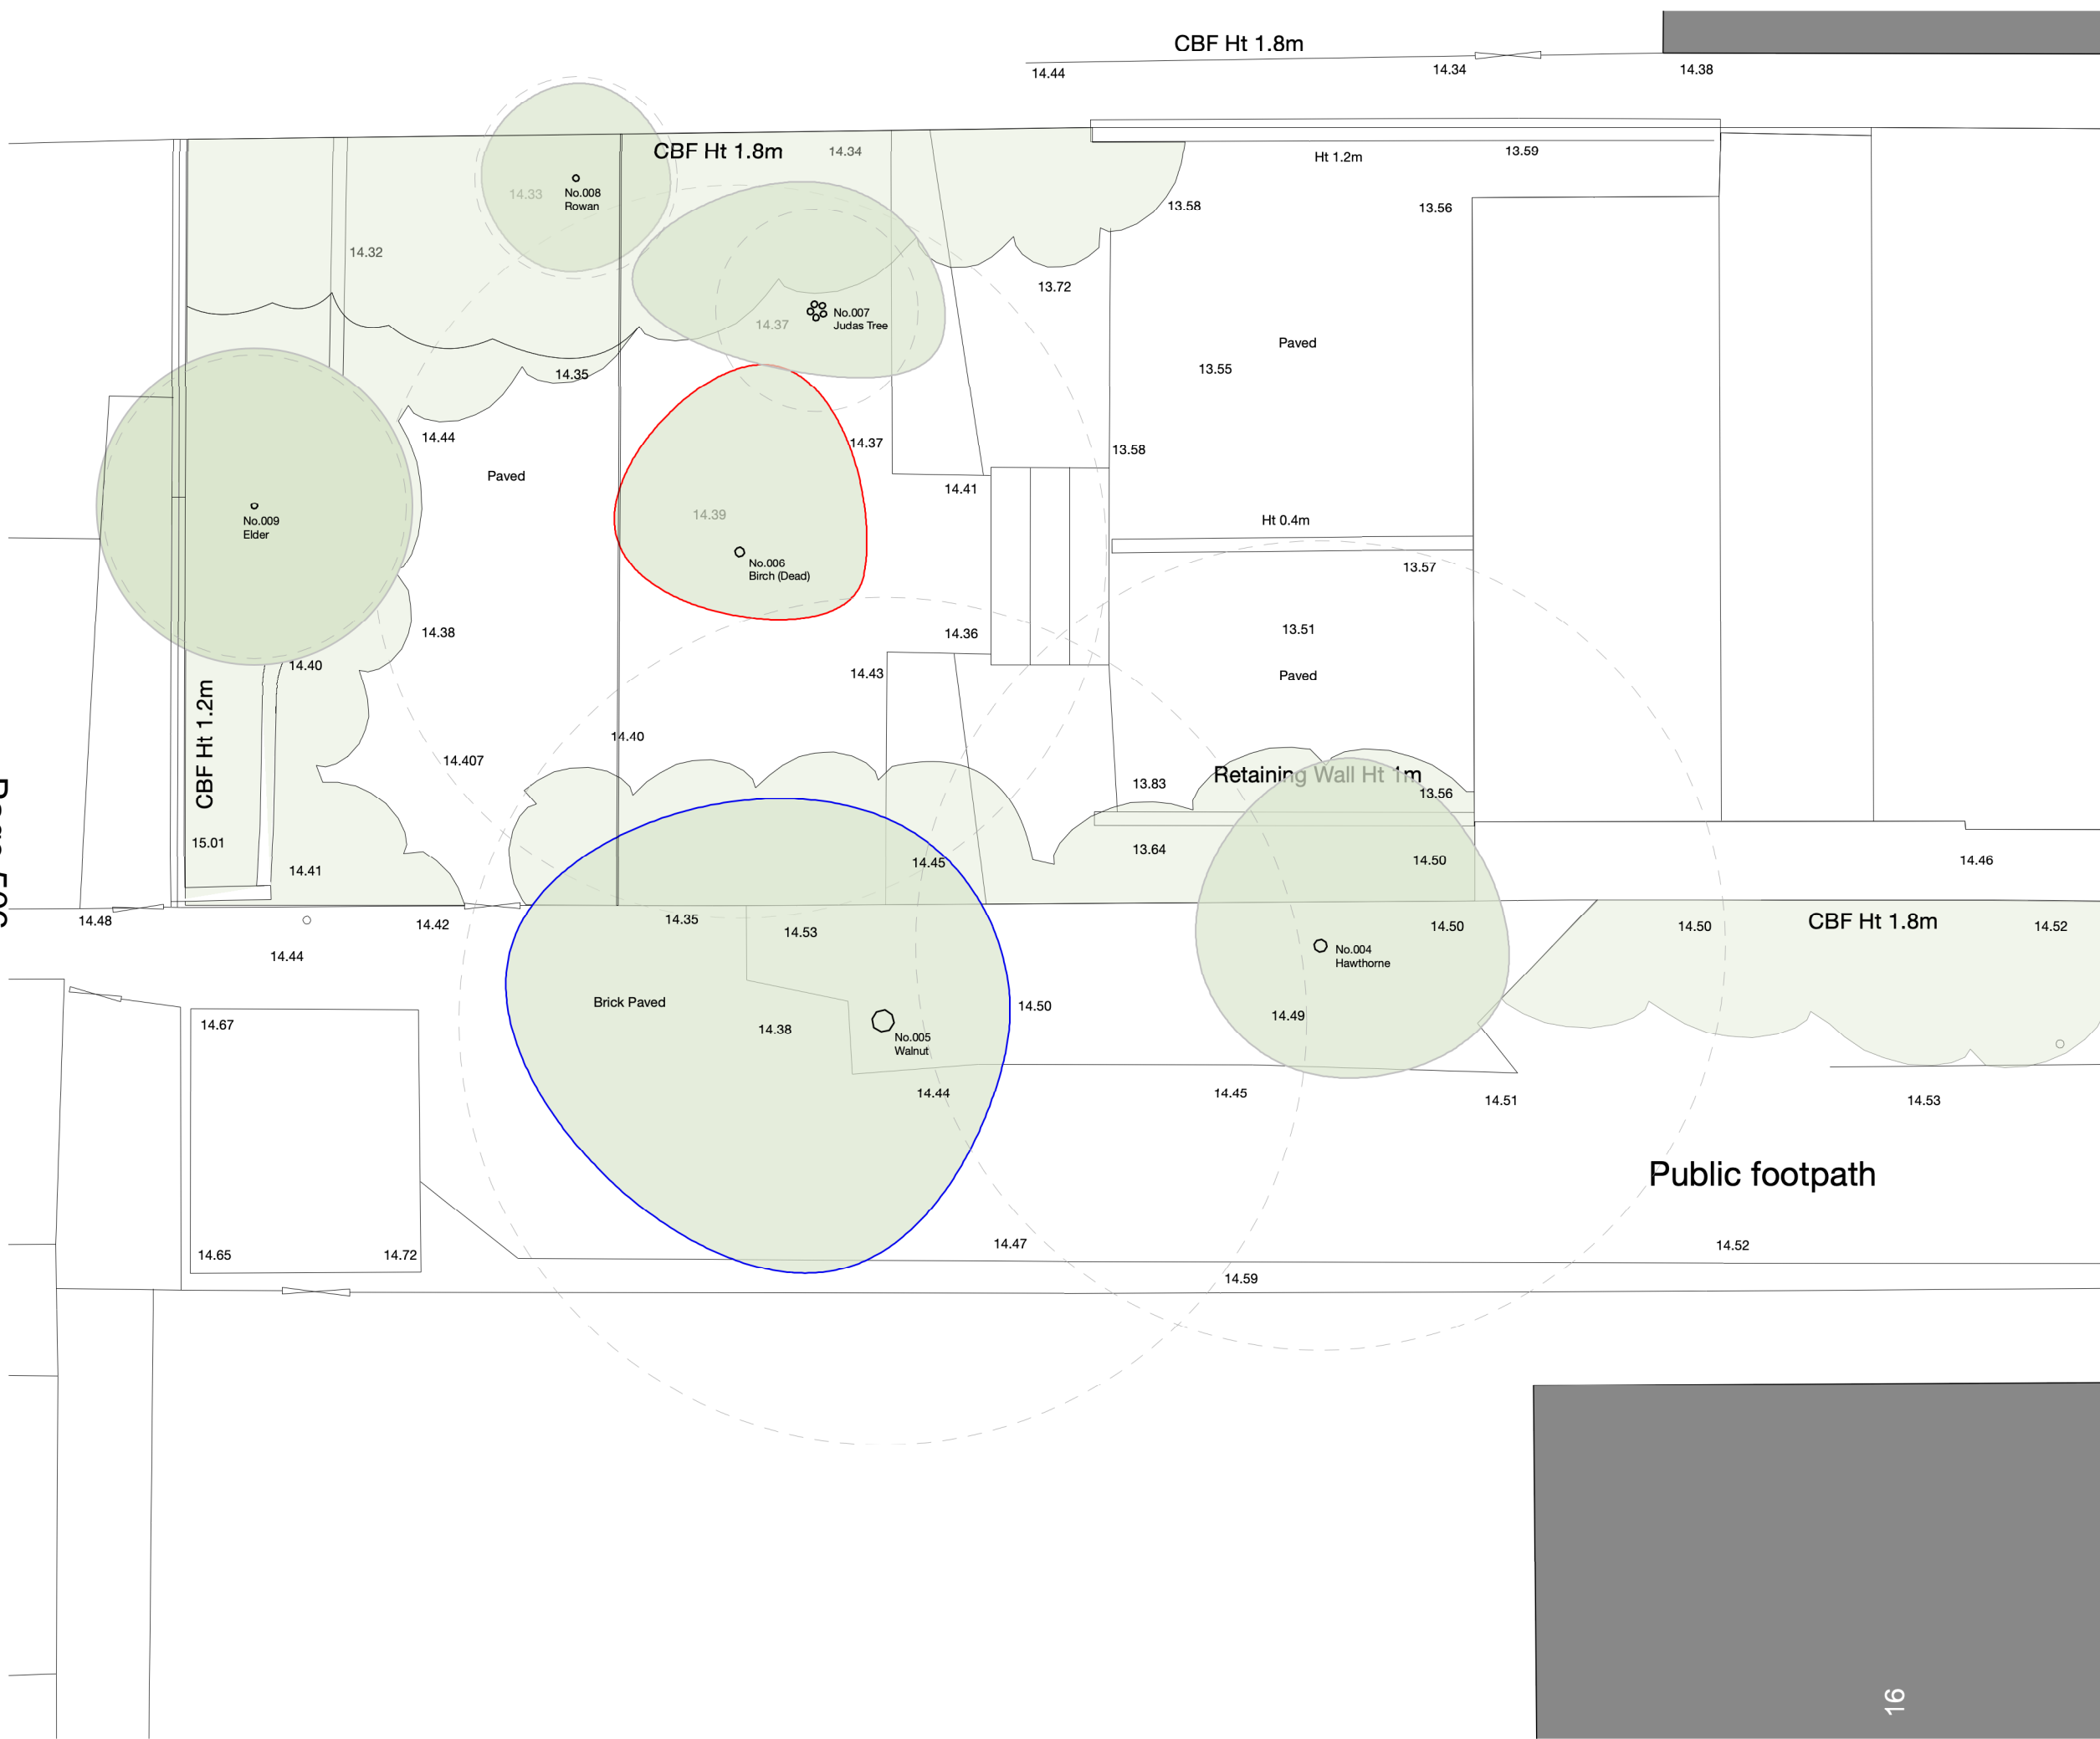 CBF Ht 1.8m
14.44
14.34
14.38
CBF Ht 1.8m
14.34
Ht 1.2m
13.59
14.33
No.008
Rowan
13.58
13.56
14.32
13.72
14.37
No.007
Judas Tree
Paved
14.35
13.55
14.44
14.37
13.58
Paved
14.41
14.39
Ht 0.4m
No.009
Elder
No.006
Birch (Dead)
13.57
14.38
14.36
13.51
14.40
14.43
Paved
CBF Ht 1.2m
14.40
14.407
13.83
Retaining Wall Ht 1m
13.56
15.01
14.41
14.45
13.64
14.50
14.46
14.48
14.42
14.35
14.53
14.50
14.50
CBF Ht 1.8m
14.52
14.44
No.004
Hawthorne
Brick Paved
14.50
14.49
14.67
14.38
No.005
Walnut
14.44
14.45
14.51
14.53
Public footpath
14.65
14.72
14.47
14.52
14.59
16